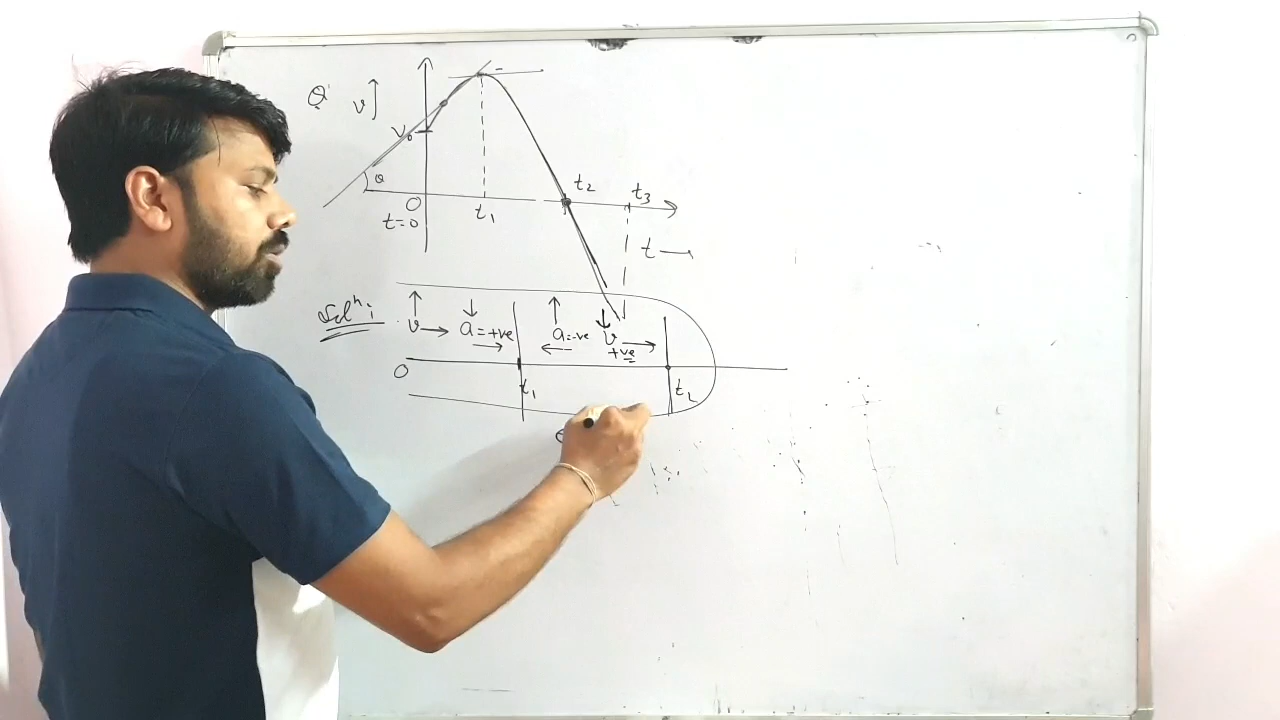 Q' v
v₀
θ
O
t=0
t₁
t₂
t₃
t
Solⁿ:
v a=+ve a=-ve v
+ve
O
t₁
t₂